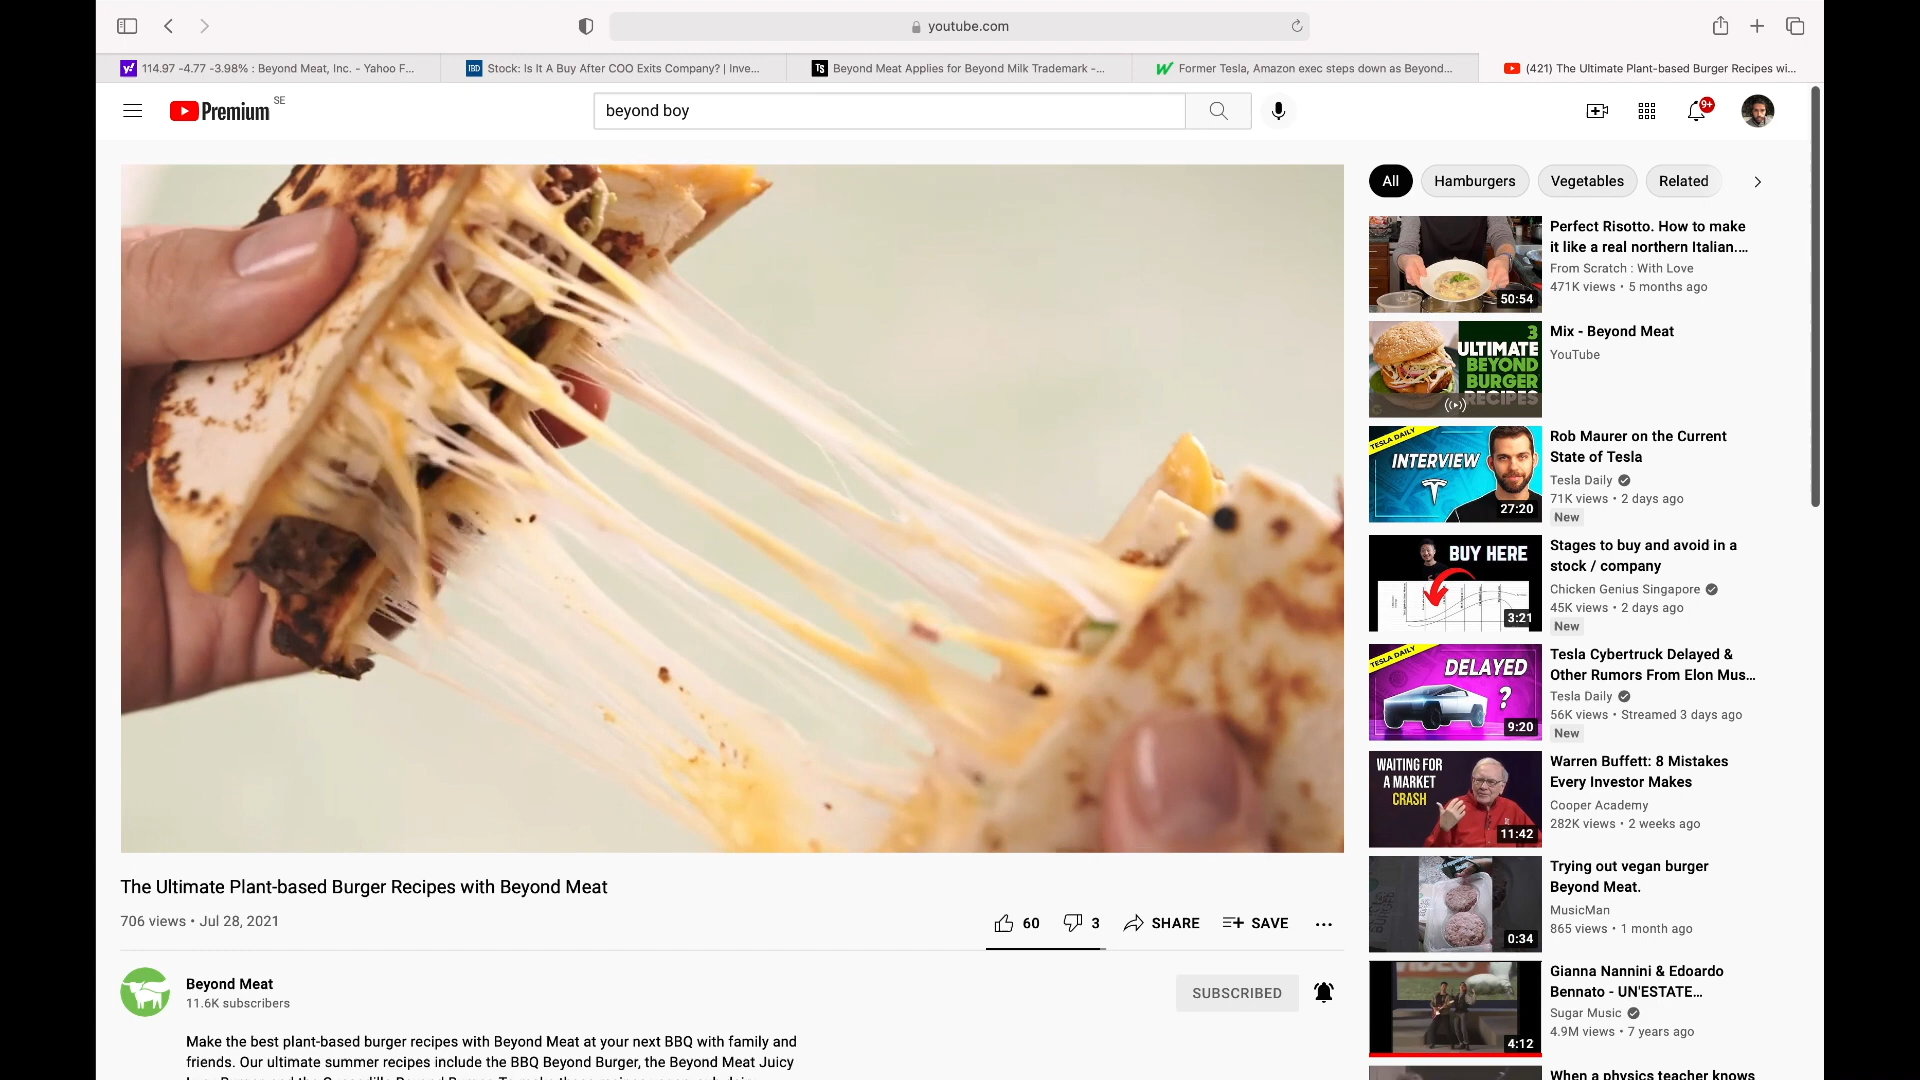 youtube.com
114.97 -4.77 -3.98% : Beyond Meat, Inc. - Yahoo F...
IBD Stock: Is It A Buy After COO Exits Company? | Inve...
TS Beyond Meat Applies for Beyond Milk Trademark -...
Former Tesla, Amazon exec steps down as Beyond...
(421) The Ultimate Plant-based Burger Recipes wi...
Premium SE
beyond boy
9+
All Hamburgers Vegetables Related
Perfect Risotto. How to make
it like a real northern Italian....
From Scratch : With Love
471K views • 5 months ago
50:54
3
ULTIMATE
BEYOND
BURGER
RECIPES
Mix - Beyond Meat
YouTube
TESLA DAILY
INTERVIEW
27:20
Rob Maurer on the Current
State of Tesla
Tesla Daily
71K views • 2 days ago
New
BUY HERE
3:21
Stages to buy and avoid in a
stock / company
Chicken Genius Singapore
45K views • 2 days ago
New
TESLA DAILY
DELAYED
?
9:20
Tesla Cybertruck Delayed &
Other Rumors From Elon Mus...
Tesla Daily
56K views • Streamed 3 days ago
New
WAITING FOR
A MARKET
CRASH
11:42
Warren Buffett: 8 Mistakes
Every Investor Makes
Cooper Academy
282K views • 2 weeks ago
0:34
Trying out vegan burger
Beyond Meat.
MusicMan
865 views • 1 month ago
4:12
Gianna Nannini & Edoardo
Bennato - UN'ESTATE...
Sugar Music
4.9M views • 7 years ago
When a physics teacher knows
The Ultimate Plant-based Burger Recipes with Beyond Meat
706 views • Jul 28, 2021
60 3 SHARE SAVE
Beyond Meat
11.6K subscribers
SUBSCRIBED
Make the best plant-based burger recipes with Beyond Meat at your next BBQ with family and
friends. Our ultimate summer recipes include the BBQ Beyond Burger, the Beyond Meat Juicy